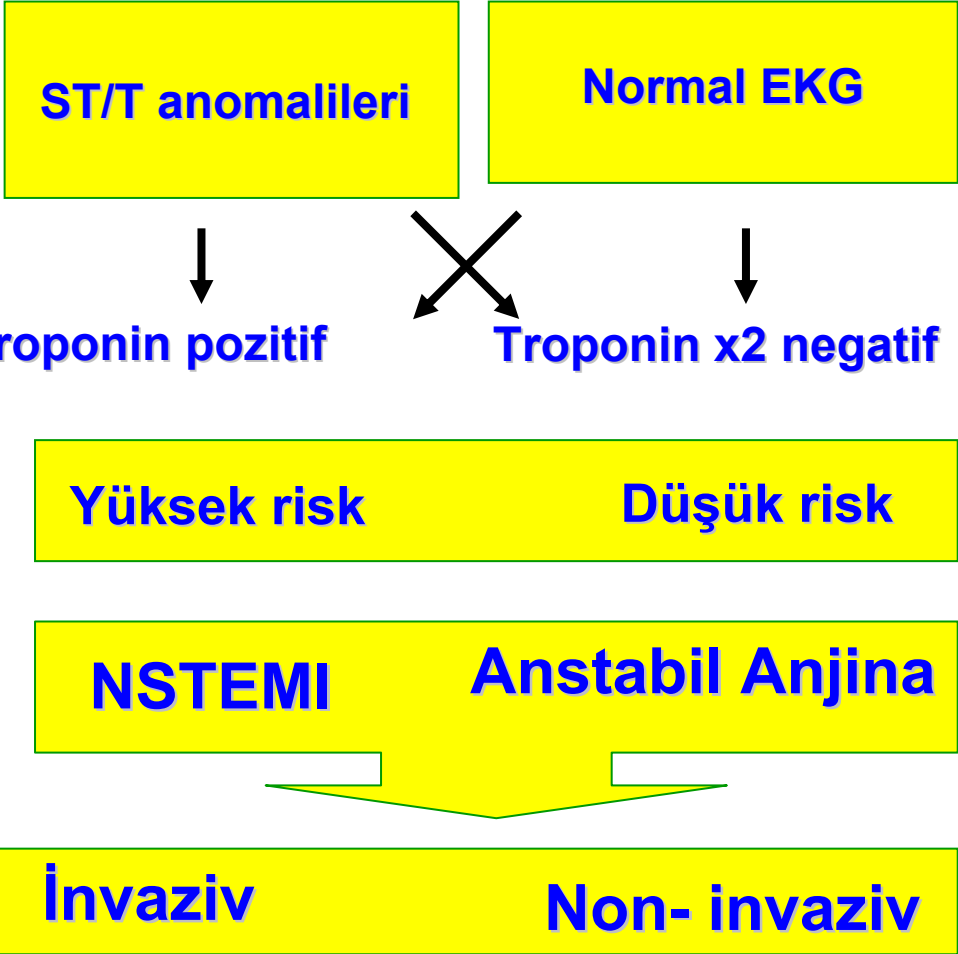 ST/T anomalileri
Normal EKG
roponin pozitif
Troponin x2 negatif
Yüksek risk
Düşük risk
NSTEMI
Anstabil Anjina
İnvaziv
Non- invaziv